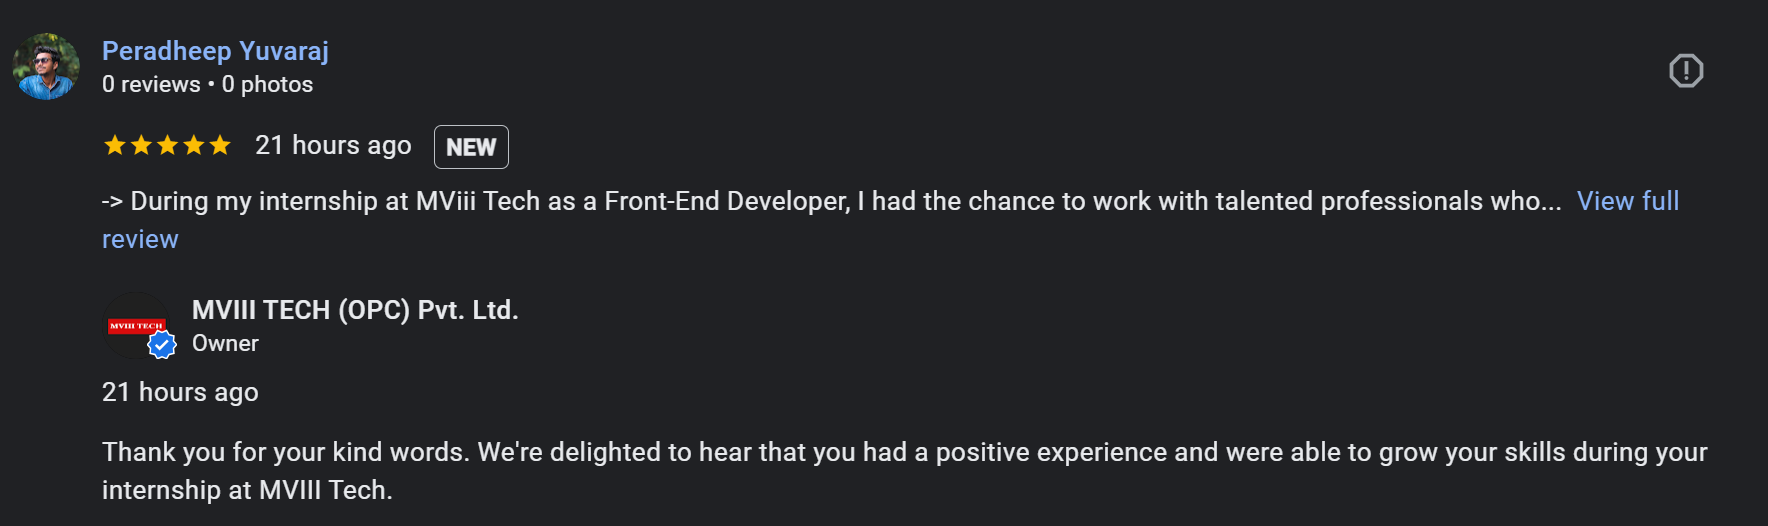 Peradheep Yuvaraj
0 reviews • 0 photos
21 hours ago NEW
-> During my internship at MViii Tech as a Front-End Developer, I had the chance to work with talented professionals who... View full
review
MVIII TECH
MVIII TECH (OPC) Pvt. Ltd.
Owner
21 hours ago
Thank you for your kind words. We're delighted to hear that you had a positive experience and were able to grow your skills during your
internship at MVIII Tech.